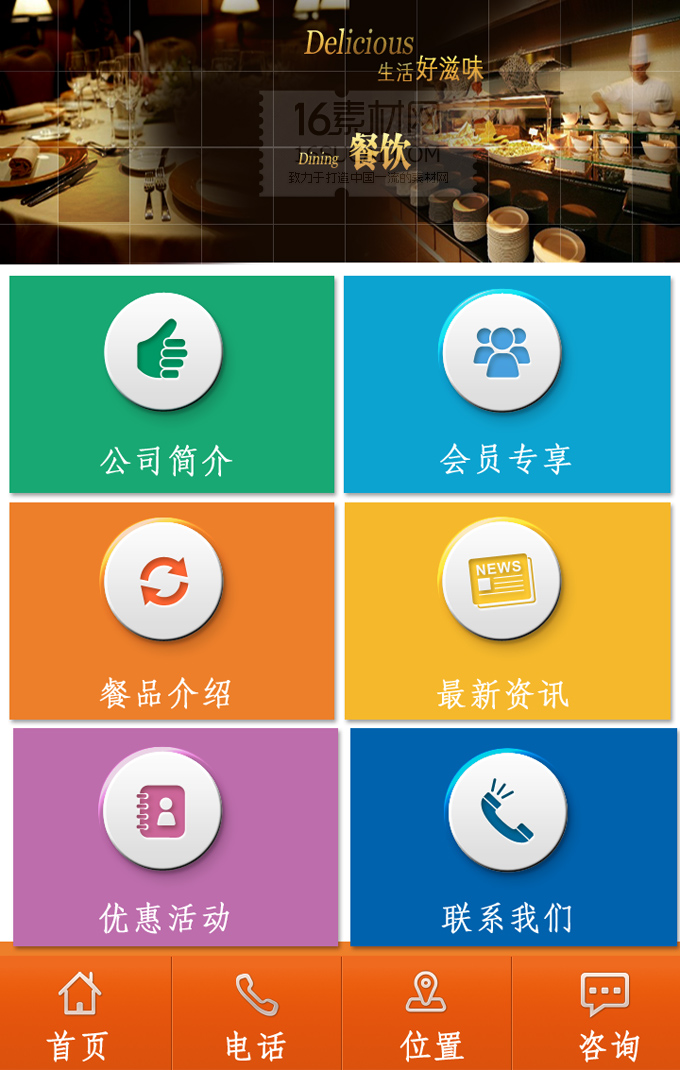 Delicious
生活好滋味
16素材网
Dining 餐饮
致力于打造中国一流的素材网
公司简介
会员专享
餐品介绍
NEWS
最新资讯
优惠活动
联系我们
首页
电话
位置
咨询